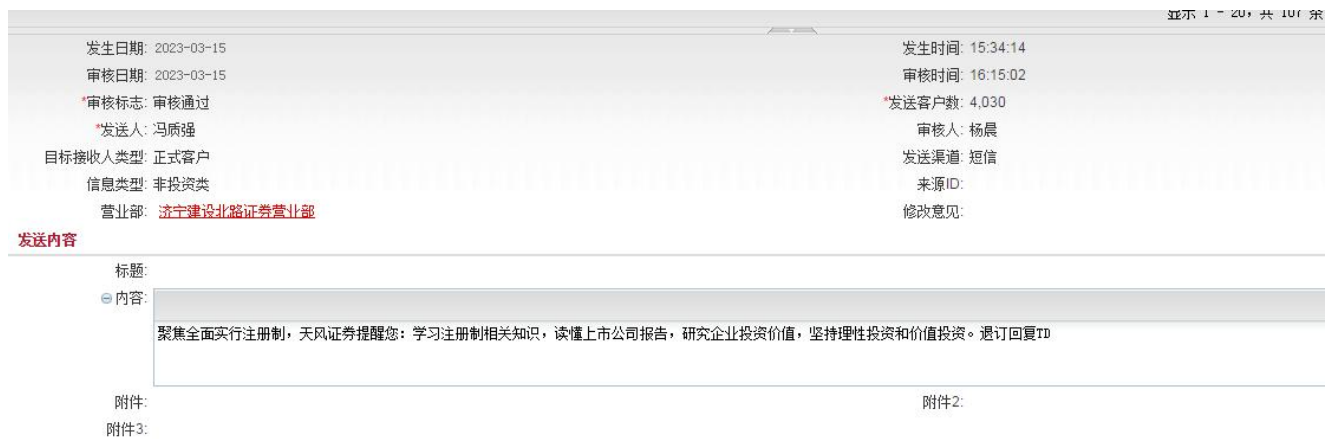 显示 1 - 20，共 107 条
发生日期: 2023-03-15 发生时间: 15:34:14
审核日期: 2023-03-15 审核时间: 16:15:02
*审核标志: 审核通过 *发送客户数: 4,030
*发送人: 冯质强 审核人: 杨晨
目标接收人类型: 正式客户 发送渠道: 短信
信息类型: 非投资类 来源ID:
营业部: 济宁建设北路证券营业部 修改意见:
发送内容
标题:
内容:
聚焦全面实行注册制，天风证券提醒您：学习注册制相关知识，读懂上市公司报告，研究企业投资价值，坚持理性投资和价值投资。退订回复TD
附件: 附件2:
附件3: